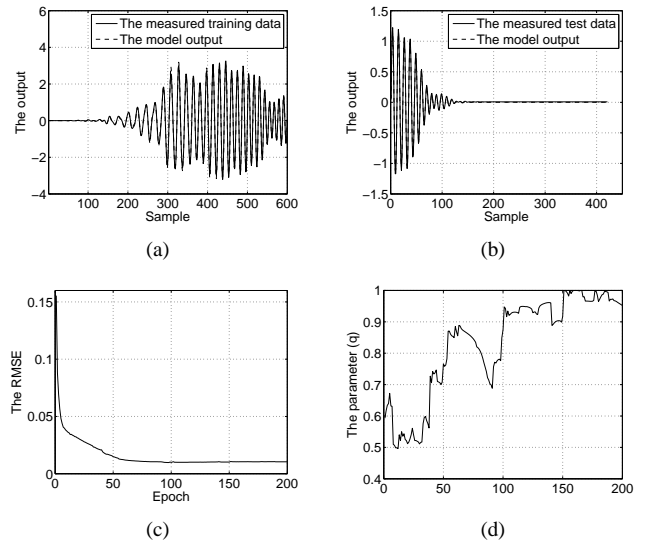 The measured training data
The model output
6
4
2
0
−2
−4
The output
100 200 300 400 500 600
Sample
(a)
The measured test data
The model output
1.5
1
0.5
0
−0.5
−1
−1.5
The output
0 100 200 300 400
Sample
(b)
0.15
0.1
0.05
0
The RMSE
0 50 100 150 200
Epoch
(c)
1
0.9
0.8
0.7
0.6
0.5
0.4
The parameter (q)
0 50 100 150 200
(d)